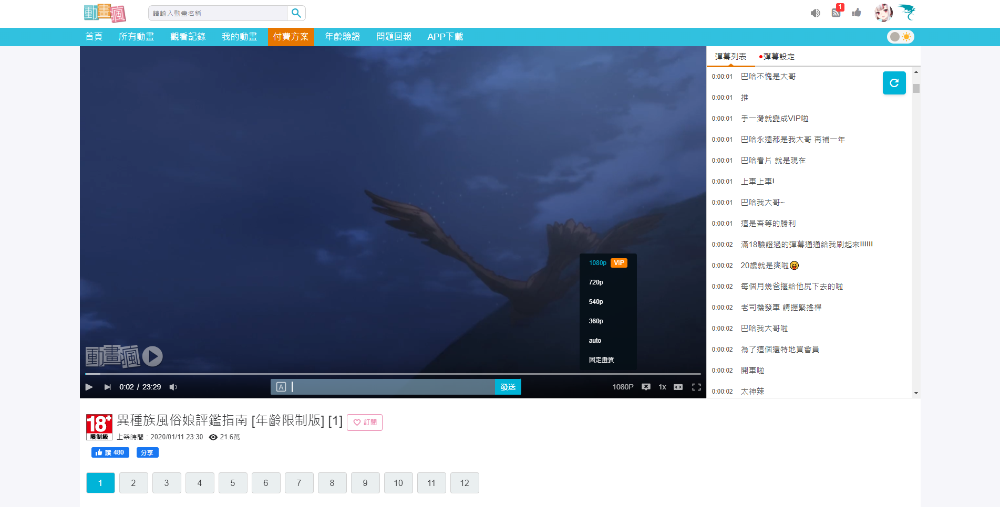 動畫瘋
請輸入動畫名稱
1
首頁 所有動畫 觀看記錄 我的動畫 付費方案 年齡驗證 問題回報 APP下載
彈幕列表 彈幕設定
0:00:01 巴哈不愧是大哥
0:00:01 推
0:00:01 手一滑就變成VIP啦
0:00:01 巴哈永遠都是我大哥 再補一年
0:00:01 巴哈看片 就是現在
0:00:01 上車上車!
0:00:01 巴哈我大哥~
0:00:01 這是吾等的勝利
0:00:02 滿18驗證過的彈幕通通給我刷起來!!!!!!
0:00:02 20歲就是爽啦😝
0:00:02 每個月幾爸摳給他尻下去的啦
0:00:02 老司機發車 請握緊搖桿
0:00:02 巴哈我大哥啦
0:00:02 為了這個還特地買會員
0:00:02 開車啦
0:00:02 太神辣
1080p VIP
720p
540p
360p
auto
固定畫質
動畫瘋
0:02 / 23:29
A
發送
1080P 1x
18+
限制級
異種族風俗娘評鑑指南 [年齡限制版] [1]
訂閱
上架時間：2020/01/11 23:30 21.6萬
讚 480 分享
1 2 3 4 5 6 7 8 9 10 11 12